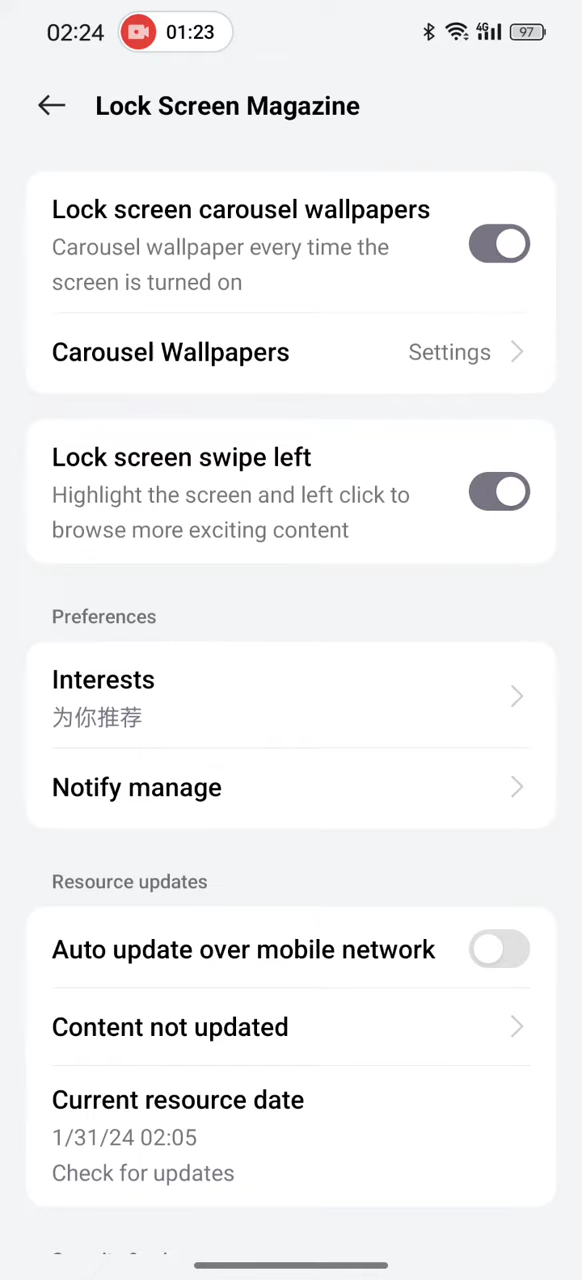 02:24 01:23 4G 97
Lock Screen Magazine
Lock screen carousel wallpapers
Carousel wallpaper every time the
screen is turned on
Carousel Wallpapers Settings
Lock screen swipe left
Highlight the screen and left click to
browse more exciting content
Preferences
Interests
为你推荐
Notify manage
Resource updates
Auto update over mobile network
Content not updated
Current resource date
1/31/24 02:05
Check for updates